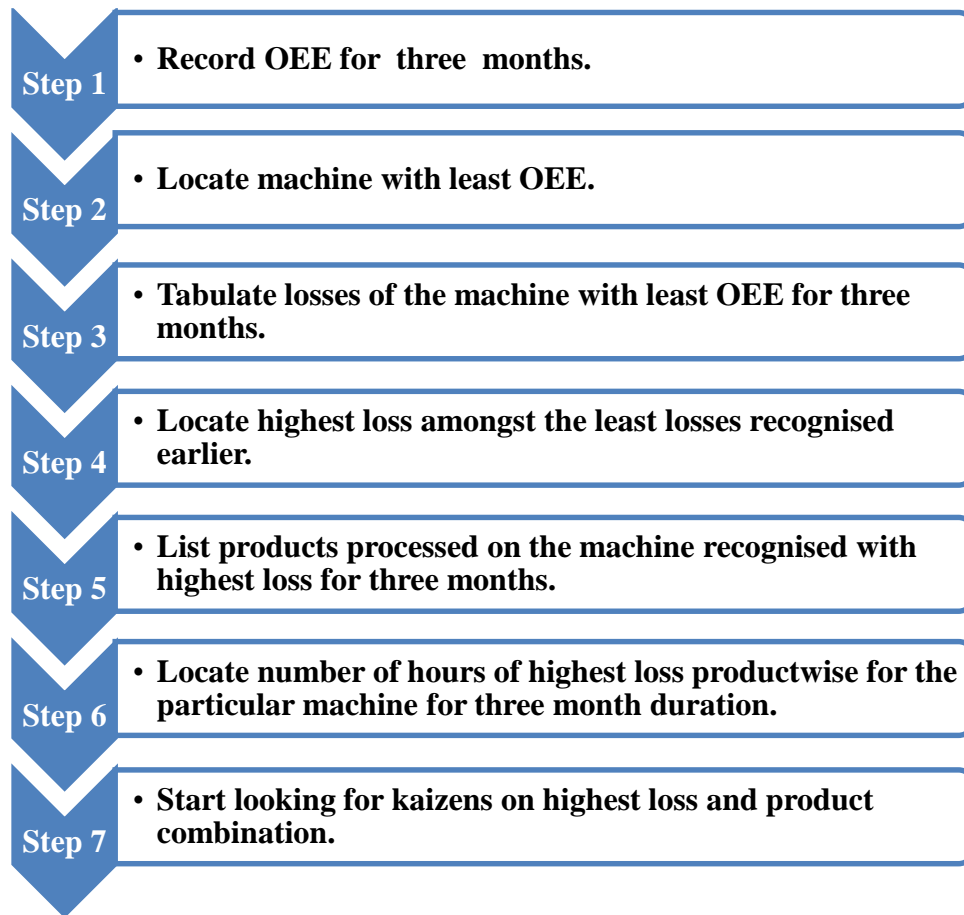 Step 1
• Record OEE for three months.
Step 2
• Locate machine with least OEE.
Step 3
• Tabulate losses of the machine with least OEE for three
months.
Step 4
• Locate highest loss amongst the least losses recognised
earlier.
Step 5
• List products processed on the machine recognised with
highest loss for three months.
Step 6
• Locate number of hours of highest loss productwise for the
particular machine for three month duration.
Step 7
• Start looking for kaizens on highest loss and product
combination.